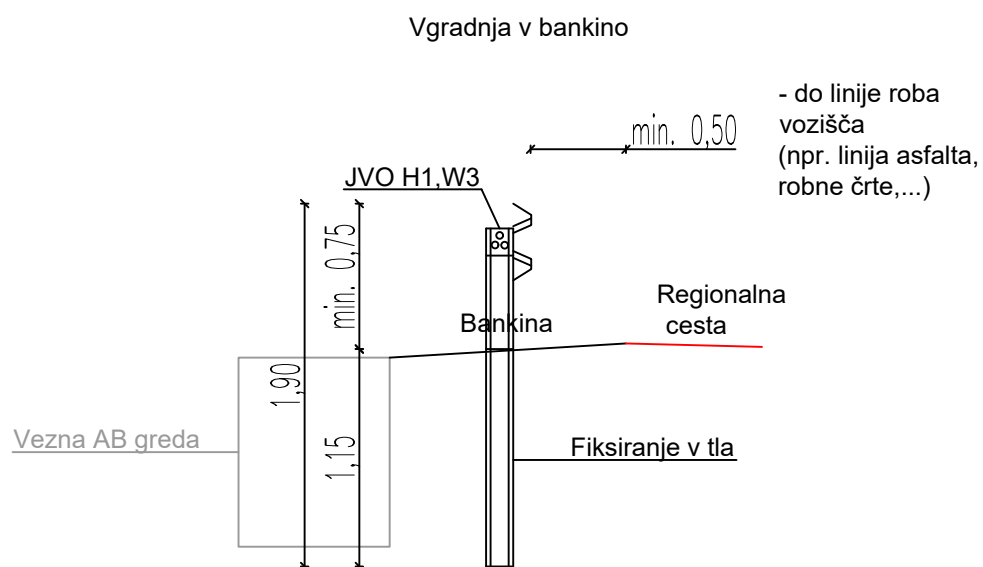 Vgradnja v bankino
- do linije roba
vozišča
(npr. linija asfalta,
robne črte,...)
min. 0,50
JVO H1,W3
min. 0,75
Regionalna
cesta
Bankina
1,90
Vezna AB greda
1,15
Fiksiranje v tla